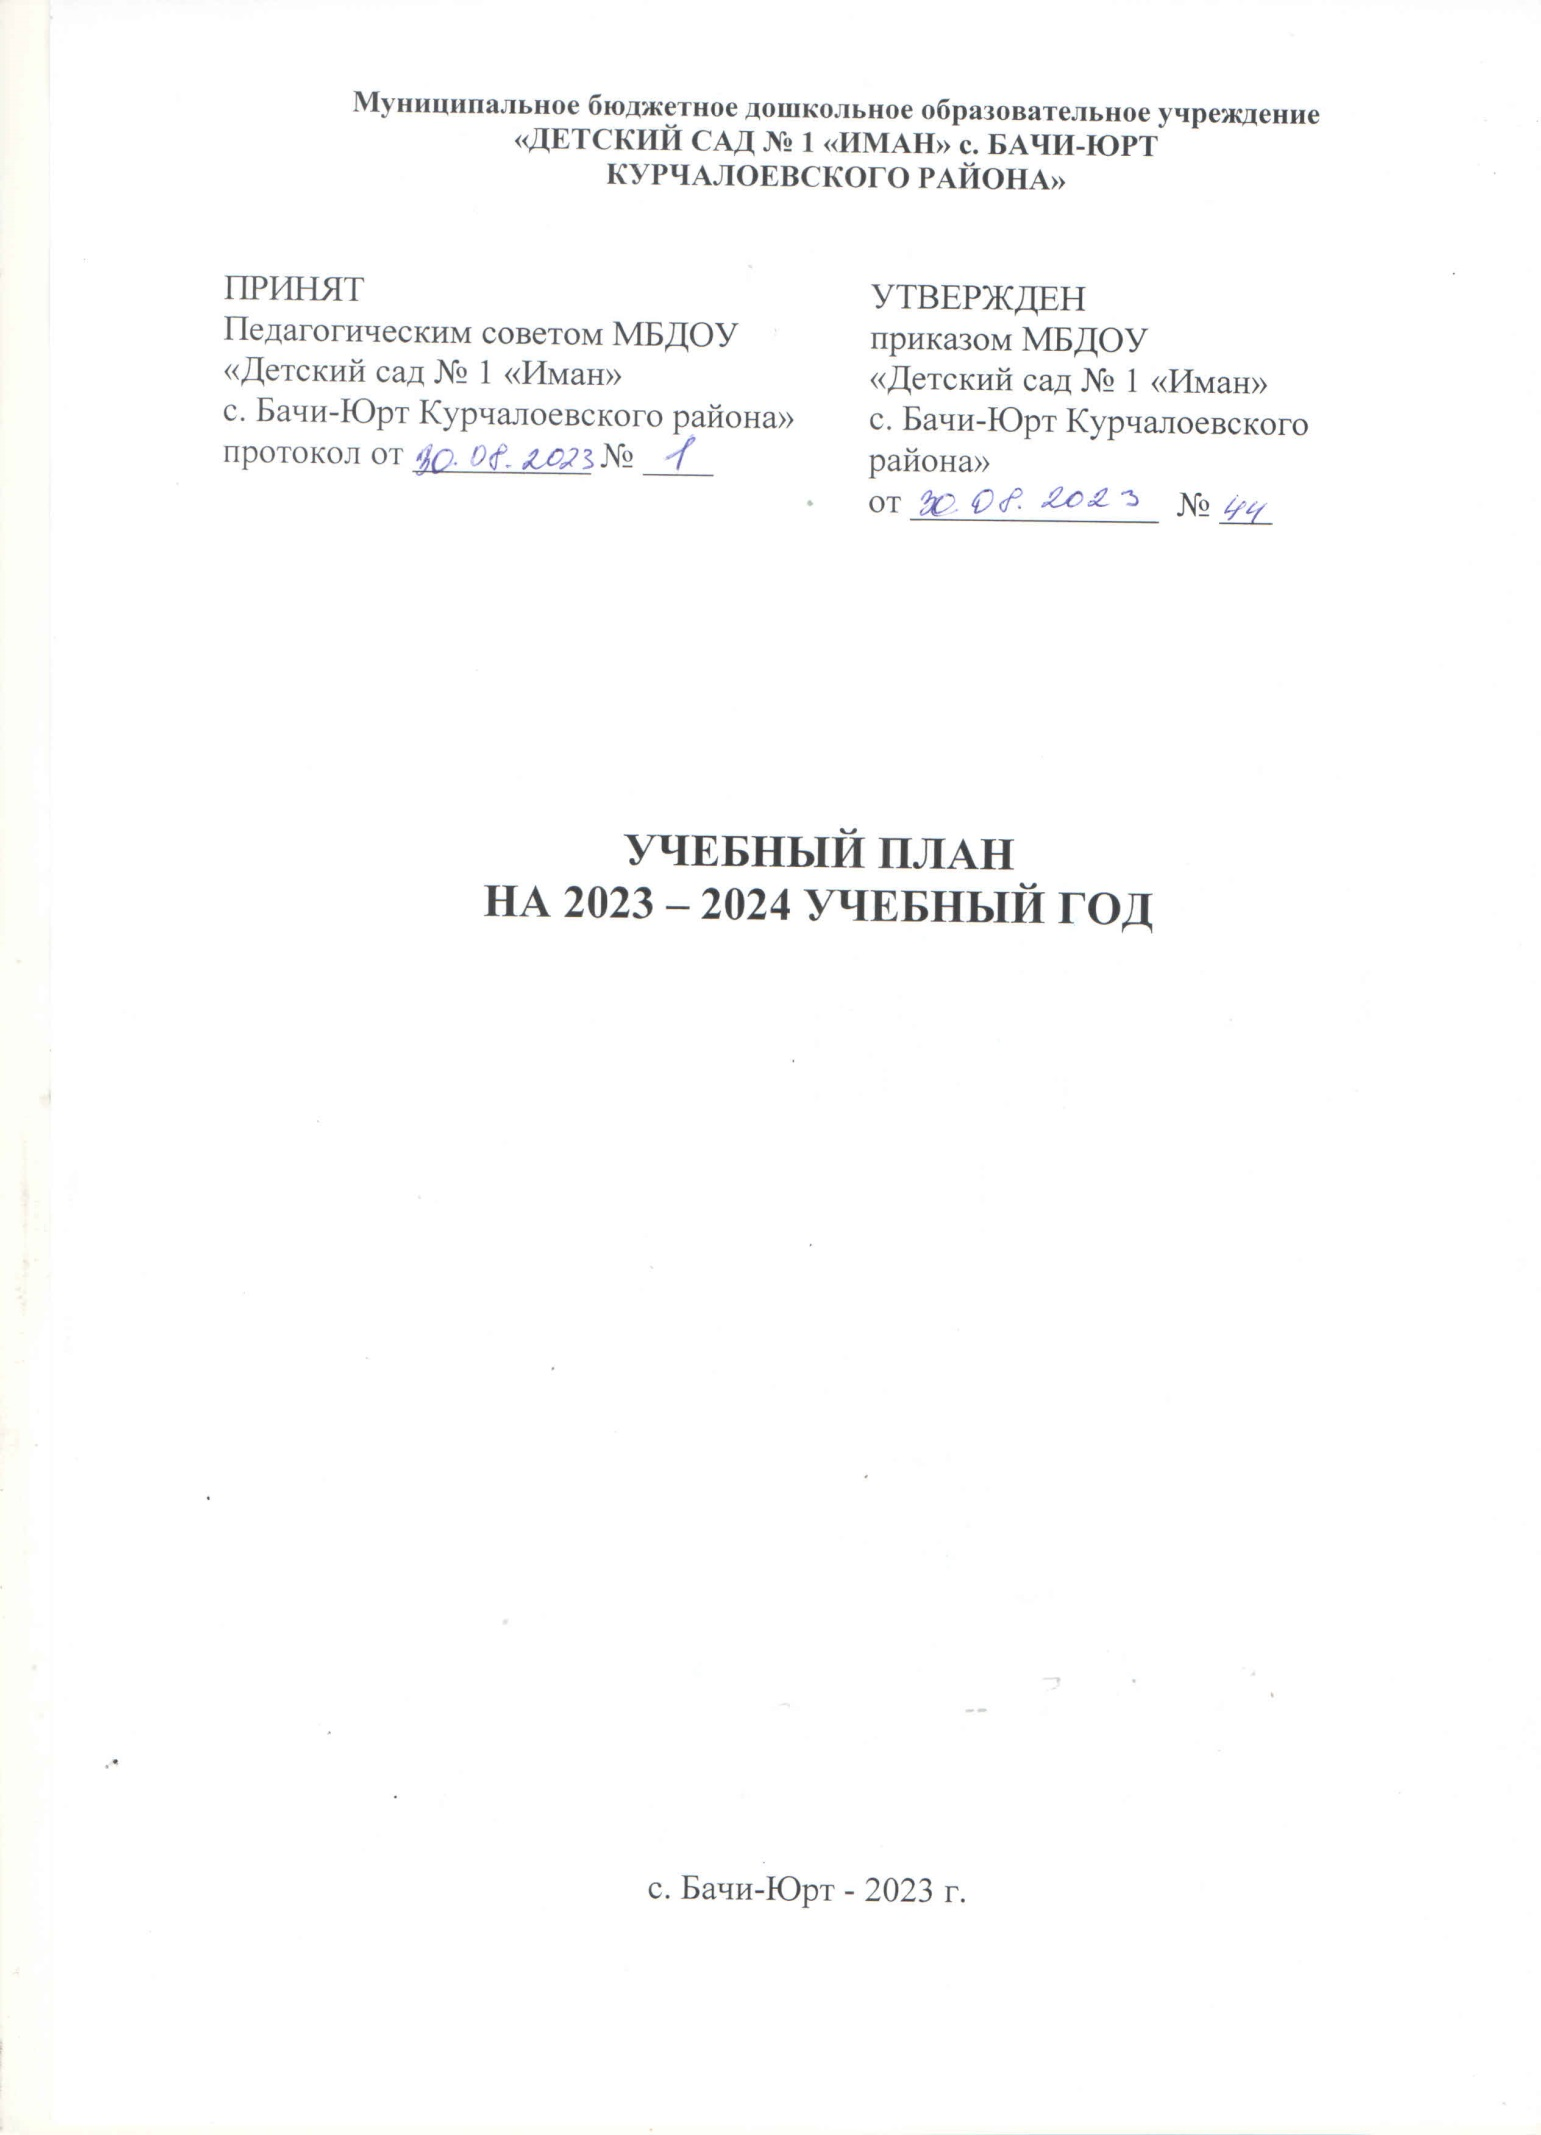 Муниципальное бюджетное дошкольное образовательное учреждение
«ДЕТСКИЙ САД № 1 «ИМАН» с. БАЧИ-ЮРТ
КУРЧАЛОЕВСКОГО РАЙОНА»
ПРИНЯТ
Педагогическим советом МБДОУ
«Детский сад № 1 «Иман»
с. Бачи-Юрт Курчалоевского района»
протокол от 30.08.2023 № 1
УТВЕРЖДЕН
приказом МБДОУ
«Детский сад № 1 «Иман»
с. Бачи-Юрт Курчалоевского
района»
от 30.08.2023 № 44
УЧЕБНЫЙ ПЛАН
НА 2023 – 2024 УЧЕБНЫЙ ГОД
с. Бачи-Юрт - 2023 г.